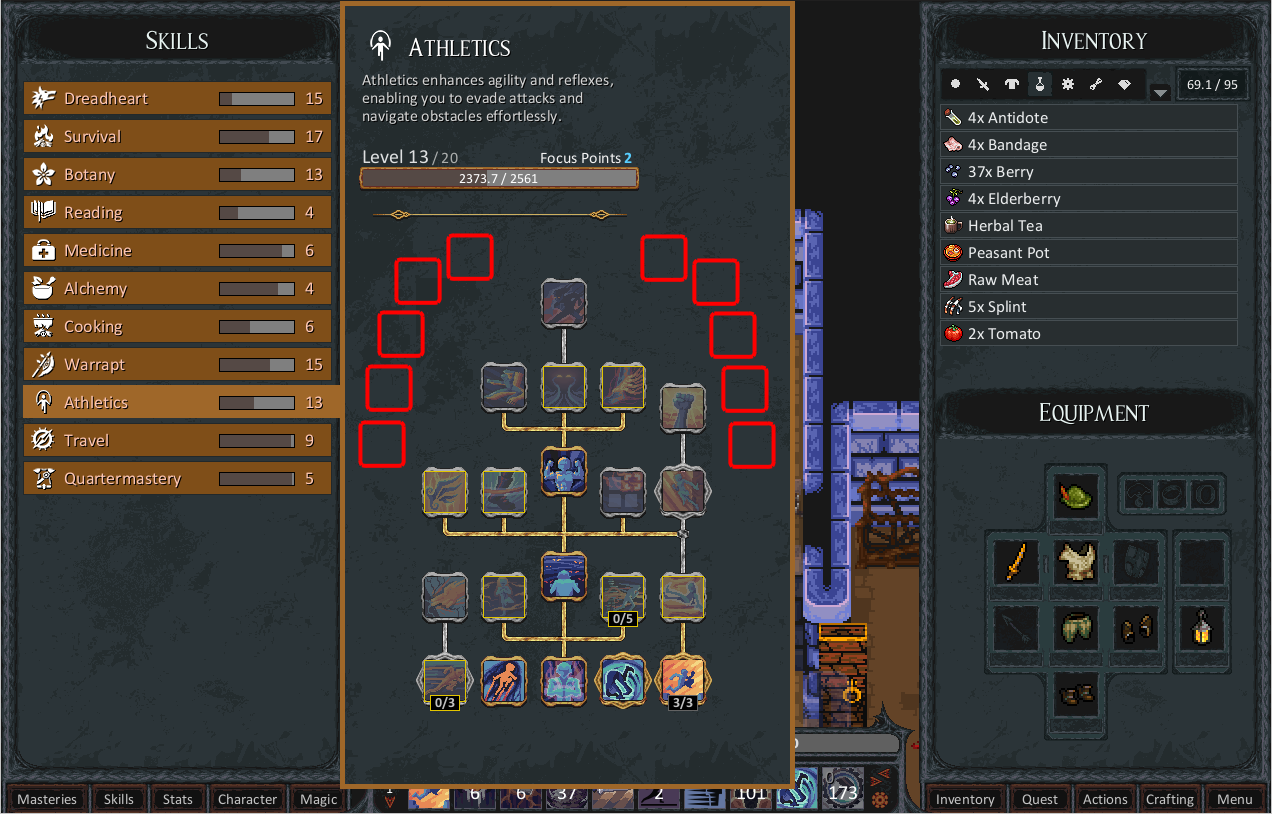 SKILLS
Dreadheart 15
Survival 17
Botany 13
Reading 4
Medicine 6
Alchemy 4
Cooking 6
Warrapt 15
Athletics 13
Travel 9
Quartermastery 5
ATHLETICS
Athletics enhances agility and reflexes,
enabling you to evade attacks and
navigate obstacles effortlessly.
Level 13 / 20 Focus Points 2
2373.7 / 2561
0/5
0/3 3/3
INVENTORY
69.1 / 95
4x Antidote
4x Bandage
37x Berry
4x Elderberry
Herbal Tea
Peasant Pot
Raw Meat
5x Splint
2x Tomato
EQUIPMENT
1 6 6 37 2 101 173
Masteries Skills Stats Character Magic
Inventory Quest Actions Crafting Menu